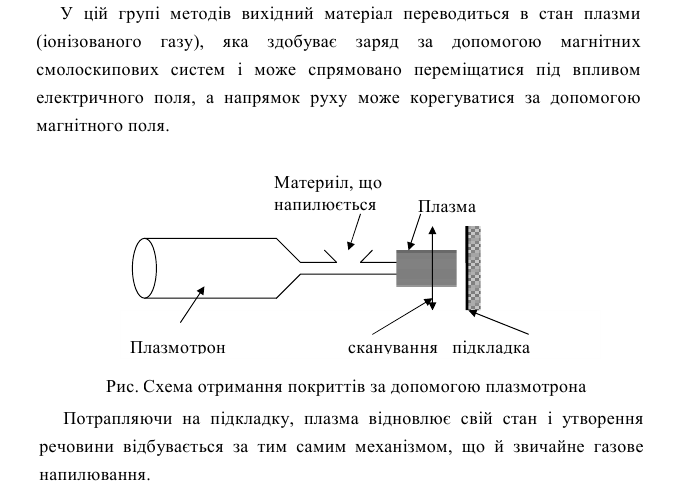 У цій групі методів вихідний матеріал переводиться в стан плазми
(іонізованого газу), яка здобуває заряд за допомогою магнітних
смолоскипових систем і може спрямовано переміщатися під впливом
електричного поля, а напрямок руху може корегуватися за допомогою
магнітного поля.
Материіл, що
напилюється
Плазма
Плазмотрон
сканування
підкладка
Рис. Схема отримання покриттів за допомогою плазмотрона
Потрапляючи на підкладку, плазма відновлює свій стан і утворення
речовини відбувається за тим самим механізмом, що й звичайне газове
напилювання.